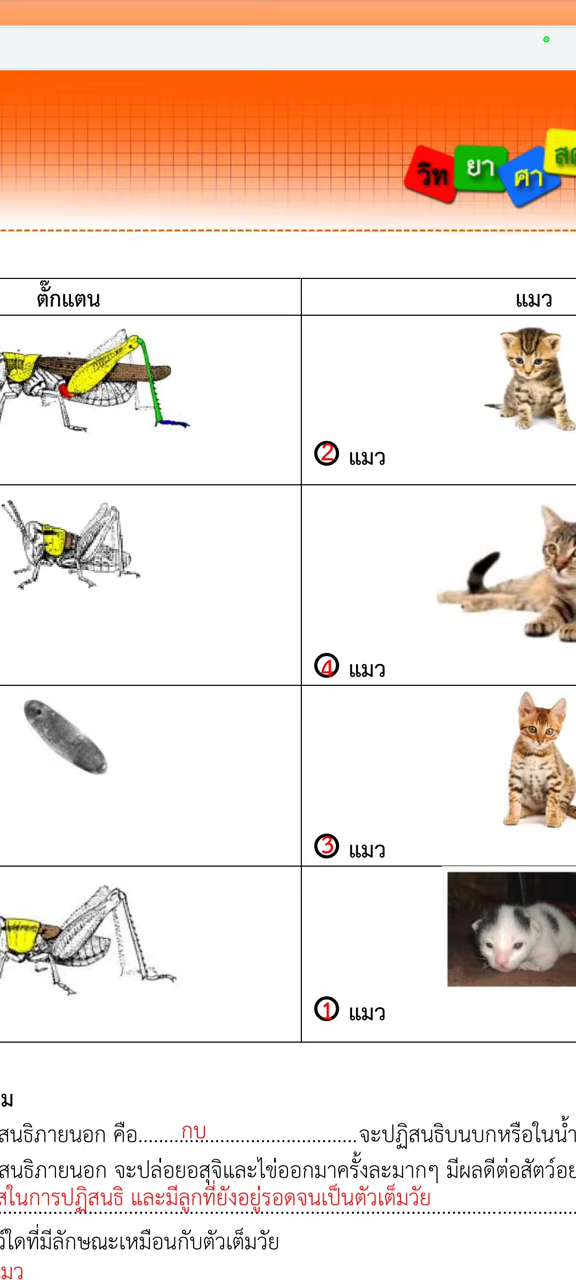 วิท ยา ศา
ตั๊กแตน แมว
2 แมว
4 แมว
3 แมว
1 แมว
ม
สนธิภายนอก คือ............กบ......................................จะปฏิสนธิบนบกหรือในน้ำ
สนธิภายนอก จะปล่อยอสุจิและไข่ออกมาครั้งละมากๆ มีผลดีต่อสัตว์อย
สในการปฏิสนธิ และมีลูกที่ยังอยู่รอดจนเป็นตัวเต็มวัย
ว์ใดที่มีลักษณะเหมือนกับตัวเต็มวัย
มว